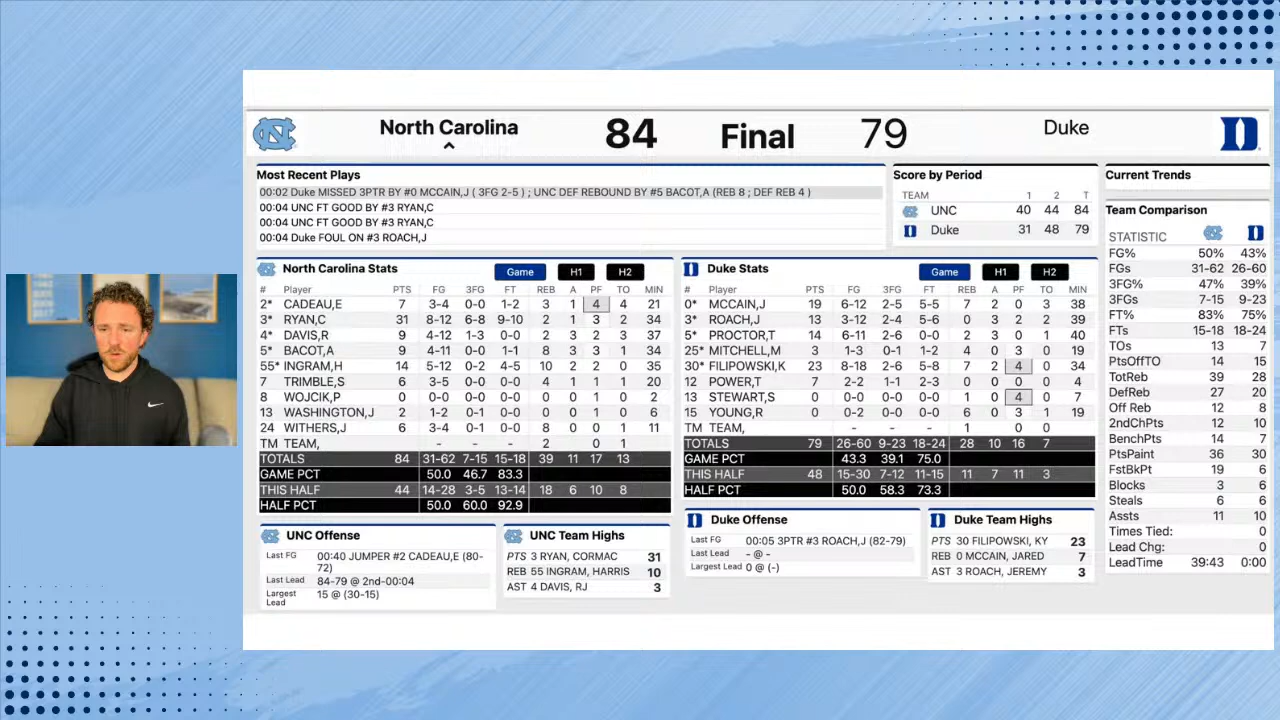 North Carolina 84 Final 79 Duke
Most Recent Plays
00:02 Duke MISSED 3PTR BY #0 MCCAIN,J ( 3FG 2-5 ) ; UNC DEF REBOUND BY #5 BACOT,A (REB 8 ; DEF REB 4 )
00:04 UNC FT GOOD BY #3 RYAN,C
00:04 UNC FT GOOD BY #3 RYAN,C
00:04 Duke FOUL ON #3 ROACH,J
Score by Period
TEAM 1 2 T
UNC 40 44 84
Duke 31 48 79
North Carolina Stats Game H1 H2
# Player PTS FG 3FG FT REB A PF TO MIN
2* CADEAU,E 7 3-4 0-1 1-2 3 1 4 4 21
3* RYAN,C 31 8-12 6-8 9-10 2 1 3 2 34
4* DAVIS,R 9 4-12 1-3 0-0 2 3 2 3 37
5* BACOT,A 9 4-11 0-0 1-1 8 3 3 1 34
55* INGRAM,H 14 5-12 0-2 4-5 10 2 2 0 35
7 TRIMBLE,S 6 3-5 0-0 0-0 4 1 1 1 20
8 WOJCIK,P 0 0-0 0-0 0-0 0 0 1 0 2
13 WASHINGTON,J 2 1-2 0-1 0-0 1 0 1 0 6
24 WITHERS,J 6 3-4 0-1 0-0 7 0 0 1 11
TM TEAM, - - - 2 0 1
TOTALS 84 31-62 7-15 15-18 39 11 17 13
GAME PCT 50.0 46.7 83.3
THIS HALF 44 14-28 3-5 13-14 18 6 10 8
HALF PCT 50.0 60.0 92.9
Duke Stats Game H1 H2
# Player PTS FG 3FG FT REB A PF TO MIN
0* MCCAIN,J 19 6-12 2-5 5-5 7 2 0 3 38
3* ROACH,J 13 3-12 2-4 5-6 0 3 2 2 39
5* PROCTOR,T 14 6-11 2-6 0-0 2 3 0 1 40
25* MITCHELL,M 3 1-3 0-1 1-2 4 0 3 0 19
30* FILIPOWSKI,K 23 8-18 2-6 5-8 7 2 4 0 34
12 POWER,T 7 2-2 1-1 2-3 0 0 0 0 4
13 STEWART,S 0 0-0 0-0 0-0 1 0 4 0 7
15 YOUNG,R 0 0-2 0-0 0-0 6 0 3 1 19
TM TEAM, - - - 1 0 0
TOTALS 79 26-60 9-23 18-24 28 10 16 7
GAME PCT 43.3 39.1 75.0
THIS HALF 48 15-30 7-12 11-15 11 7 11 3
HALF PCT 50.0 58.3 73.3
Current Trends
Team Comparison
STATISTIC
FG% 50% 43%
FGs 31-62 26-60
3FG% 47% 39%
3FGs 7-15 9-23
FT% 83% 75%
FTs 15-18 18-24
TOs 13 7
PtsOffTO 14 15
TotReb 39 28
DefReb 27 20
Off Reb 12 8
2ndChPts 12 10
BenchPts 14 7
PtsPaint 36 30
FstBkPt 19 6
Blocks 3 6
Steals 6 6
Assts 11 10
Times Tied: 0
Lead Chg: 0
LeadTime 39:43 0:00
UNC Offense
Last FG 00:40 JUMPER #2 CADEAU,E (80-
72)
Last Lead 84-79 @ 2nd-00:04
Largest 15 @ (30-15)
Lead
UNC Team Highs
PTS 3 RYAN, CORMAC 31
REB 55 INGRAM, HARRIS 10
AST 4 DAVIS, RJ 3
Duke Offense
Last FG 00:05 3PTR #3 ROACH,J (82-79)
Last Lead - @ -
Largest Lead 0 @ (-)
Duke Team Highs
PTS 30 FILIPOWSKI, KY 23
REB 0 MCCAIN, JARED 7
AST 3 ROACH, JEREMY 3